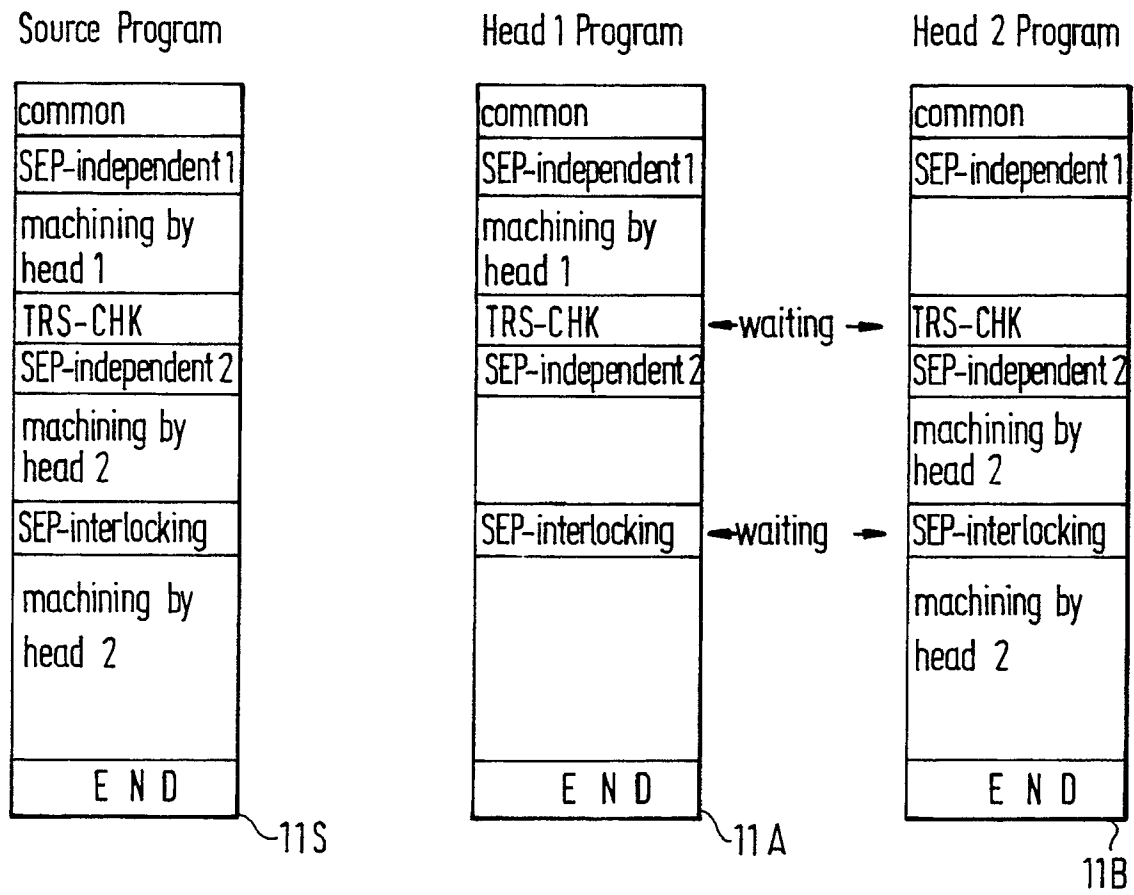 Source Program
common
SEP-independent 1
machining by
head 1
TRS-CHK
SEP-independent 2
machining by
head 2
SEP-interlocking
machining by
head 2
E N D
11S
Head 1 Program
common
SEP-independent 1
machining by
head 1
TRS-CHK
SEP-independent 2
SEP-interlocking
E N D
11A
waiting
waiting
Head 2 Program
common
SEP-independent 1
TRS-CHK
SEP-independent 2
machining by
head 2
SEP-interlocking
machining by
head 2
E N D
11B